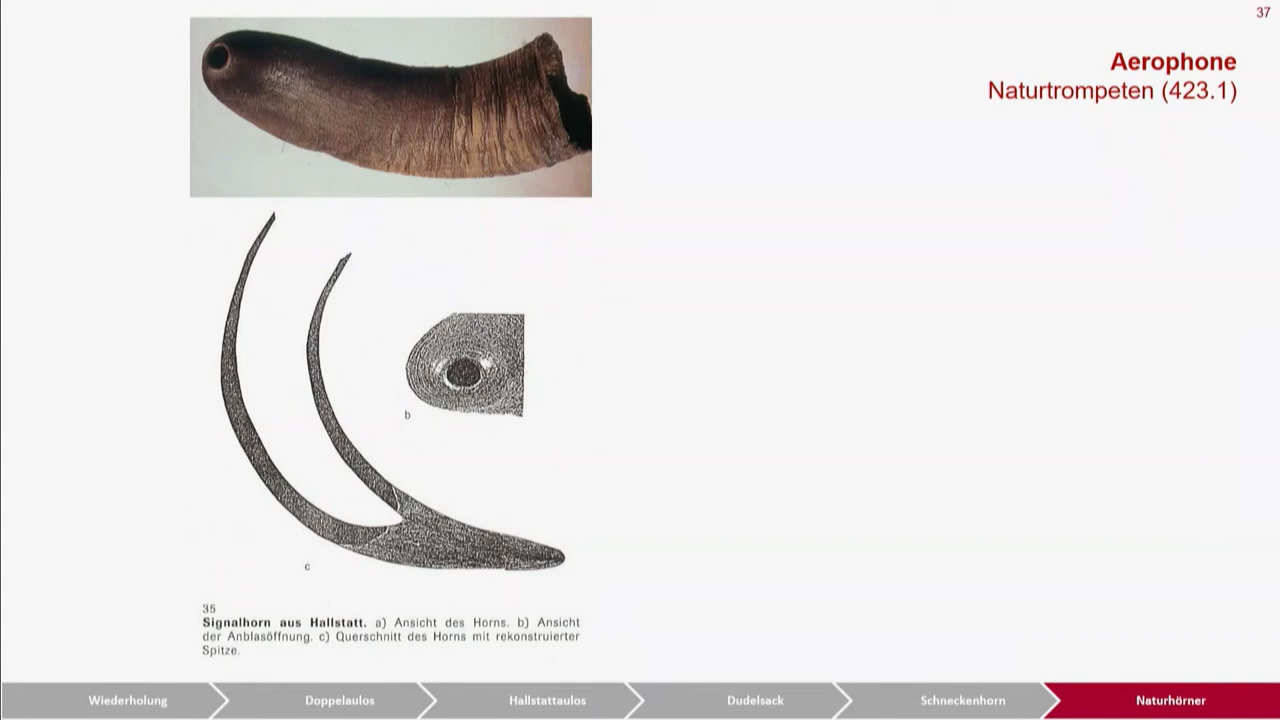 37
Aerophone
Naturtrompeten (423.1)
b
c
35
Signalhorn aus Hallstatt. a) Ansicht des Horns. b) Ansicht
der Anblasöffnung. c) Querschnitt des Horns mit rekonstruierter
Spitze.
Wiederholung
Doppelaulos
Hallstattaulos
Dudelsack
Schneckenhorn
Naturhörner